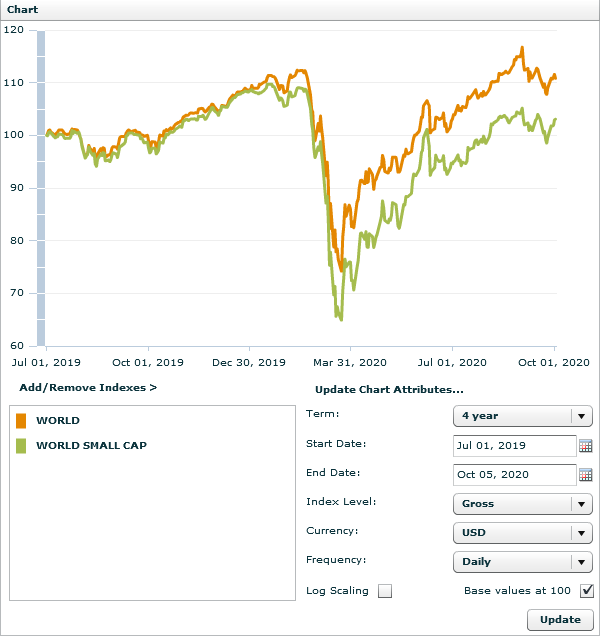 Chart
120
110
100
90
80
70
60
Jul 01, 2019 Oct 01, 2019 Dec 30, 2019 Mar 31, 2020 Jul 01, 2020 Oct 01, 2020
Add/Remove Indexes >
WORLD
WORLD SMALL CAP
Update Chart Attributes...
Term: 4 year
Start Date: Jul 01, 2019
End Date: Oct 05, 2020
Index Level: Gross
Currency: USD
Frequency: Daily
Log Scaling Base values at 100
Update